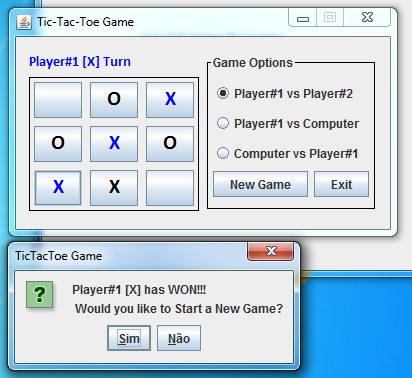 Tic-Tac-Toe Game
Player#1 [X] Turn
O X
O X O
X X
Game Options
Player#1 vs Player#2
Player#1 vs Computer
Computer vs Player#1
New Game Exit
TicTacToe Game
?
Player#1 [X] has WON!!!
Would you like to Start a New Game?
Sim Não